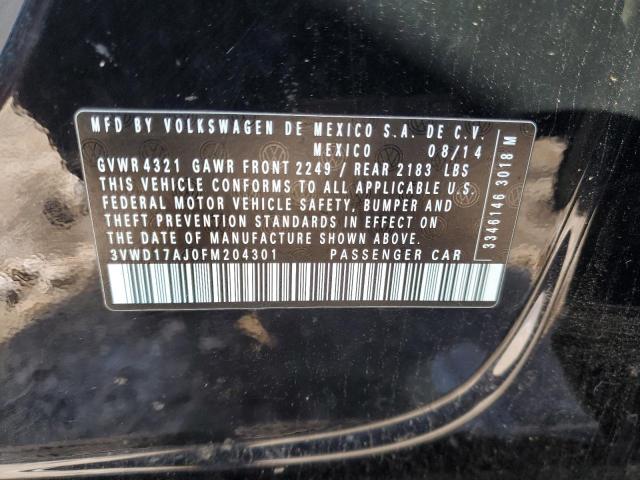 MFD BY VOLKSWAGEN DE MEXICO S.A. DE C.V.
MEXICO 08/14
GVWR 4321 GAWR FRONT 2249 / REAR 2183 LBS
THIS VEHICLE CONFORMS TO ALL APPLICABLE U.S.
FEDERAL MOTOR VEHICLE SAFETY, BUMPER AND
THEFT PREVENTION STANDARDS IN EFFECT ON
THE DATE OF MANUFACTURE SHOWN ABOVE.
3VWD17AJ0FM204301 PASSENGER CAR
3346146 3018 M